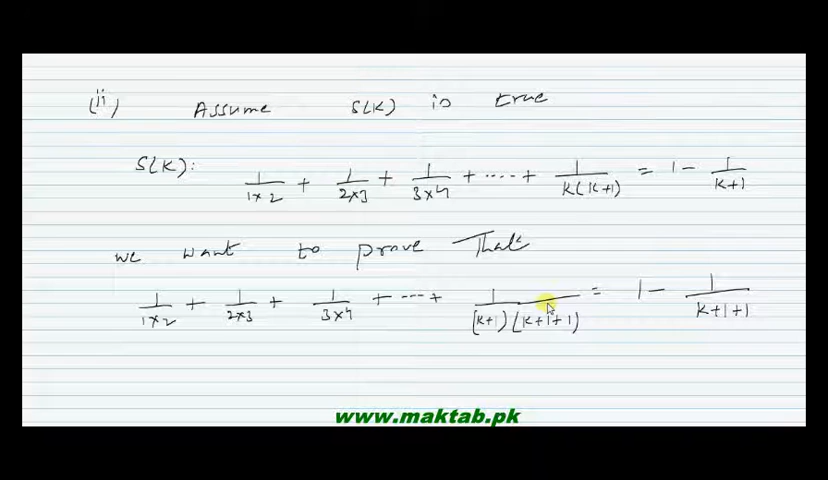 (ii) Assume S(K) is true
S(K): 1/1×2 + 1/2×3 + 1/3×4 + ....+ 1/K(K+1) = 1 - 1/K+1
we want to prove That
1/1×2 + 1/2×3 + 1/3×4 + ...+ 1/(K+1)(K+1+1) = 1 - 1/K+1+1
www.maktab.pk